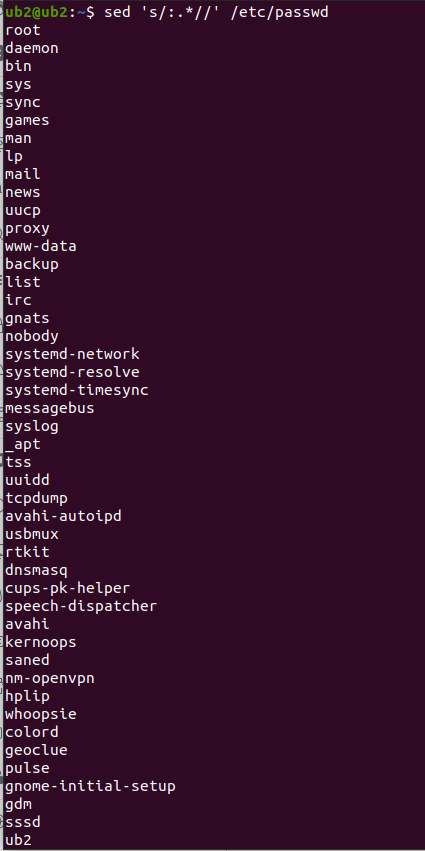 ub2@ub2:~$ sed 's/:.*//' /etc/passwd
root
daemon
bin
sys
sync
games
man
lp
mail
news
uucp
proxy
www-data
backup
list
irc
gnats
nobody
systemd-network
systemd-resolve
systemd-timesync
messagebus
syslog
_apt
tss
uuidd
tcpdump
avahi-autoipd
usbmux
rtkit
dnsmasq
cups-pk-helper
speech-dispatcher
avahi
kernoops
saned
nm-openvpn
hplip
whoopsie
colord
geoclue
pulse
gnome-initial-setup
gdm
sssd
ub2